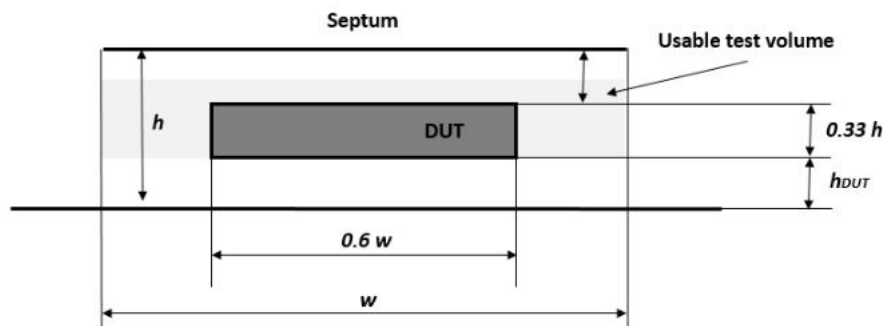 Septum
Usable test volume
h
DUT
0.33 h
hDUT
0.6 w
w